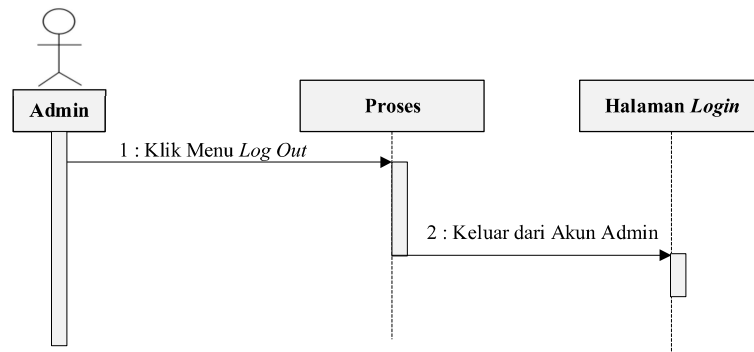 Admin
Proses
Halaman Login
1 : Klik Menu Log Out
2 : Keluar dari Akun Admin